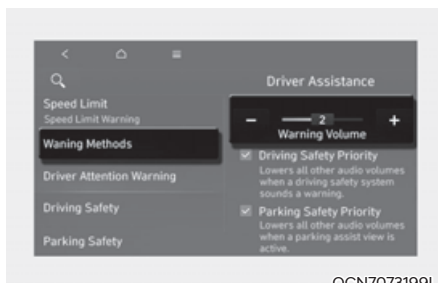 Driver Assistance
Speed Limit
Speed Limit Warning
Waning Methods
Driver Attention Warning
Driving Safety
Parking Safety
− 2 +
Warning Volume
Driving Safety Priority
Lowers all other audio volumes
when a driving safety system
sounds a warning.
Parking Safety Priority
Lowers all other audio volumes
when a parking assist view is
active.